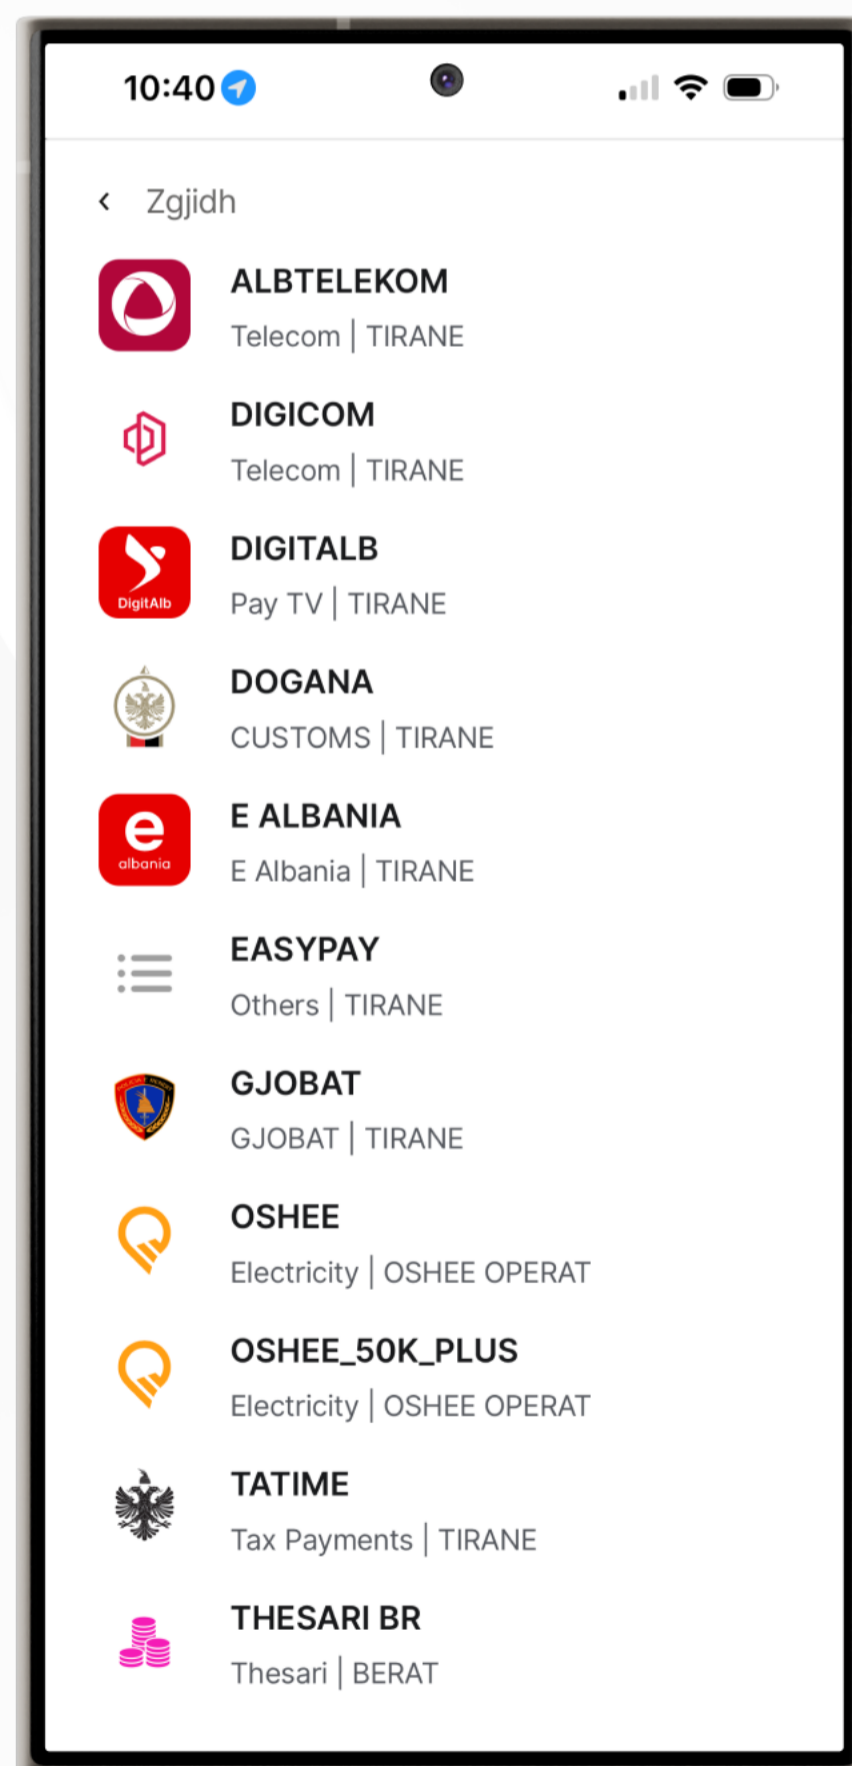 10:40
Zgjidh
ALBTELEKOM
Telecom | TIRANE
DIGICOM
Telecom | TIRANE
DigitAlb
DIGITALB
Pay TV | TIRANE
DOGANA
CUSTOMS | TIRANE
e
albania
E ALBANIA
E Albania | TIRANE
EASYPAY
Others | TIRANE
GJOBAT
GJOBAT | TIRANE
OSHEE
Electricity | OSHEE OPERAT
OSHEE_50K_PLUS
Electricity | OSHEE OPERAT
TATIME
Tax Payments | TIRANE
THESARI BR
Thesari | BERAT